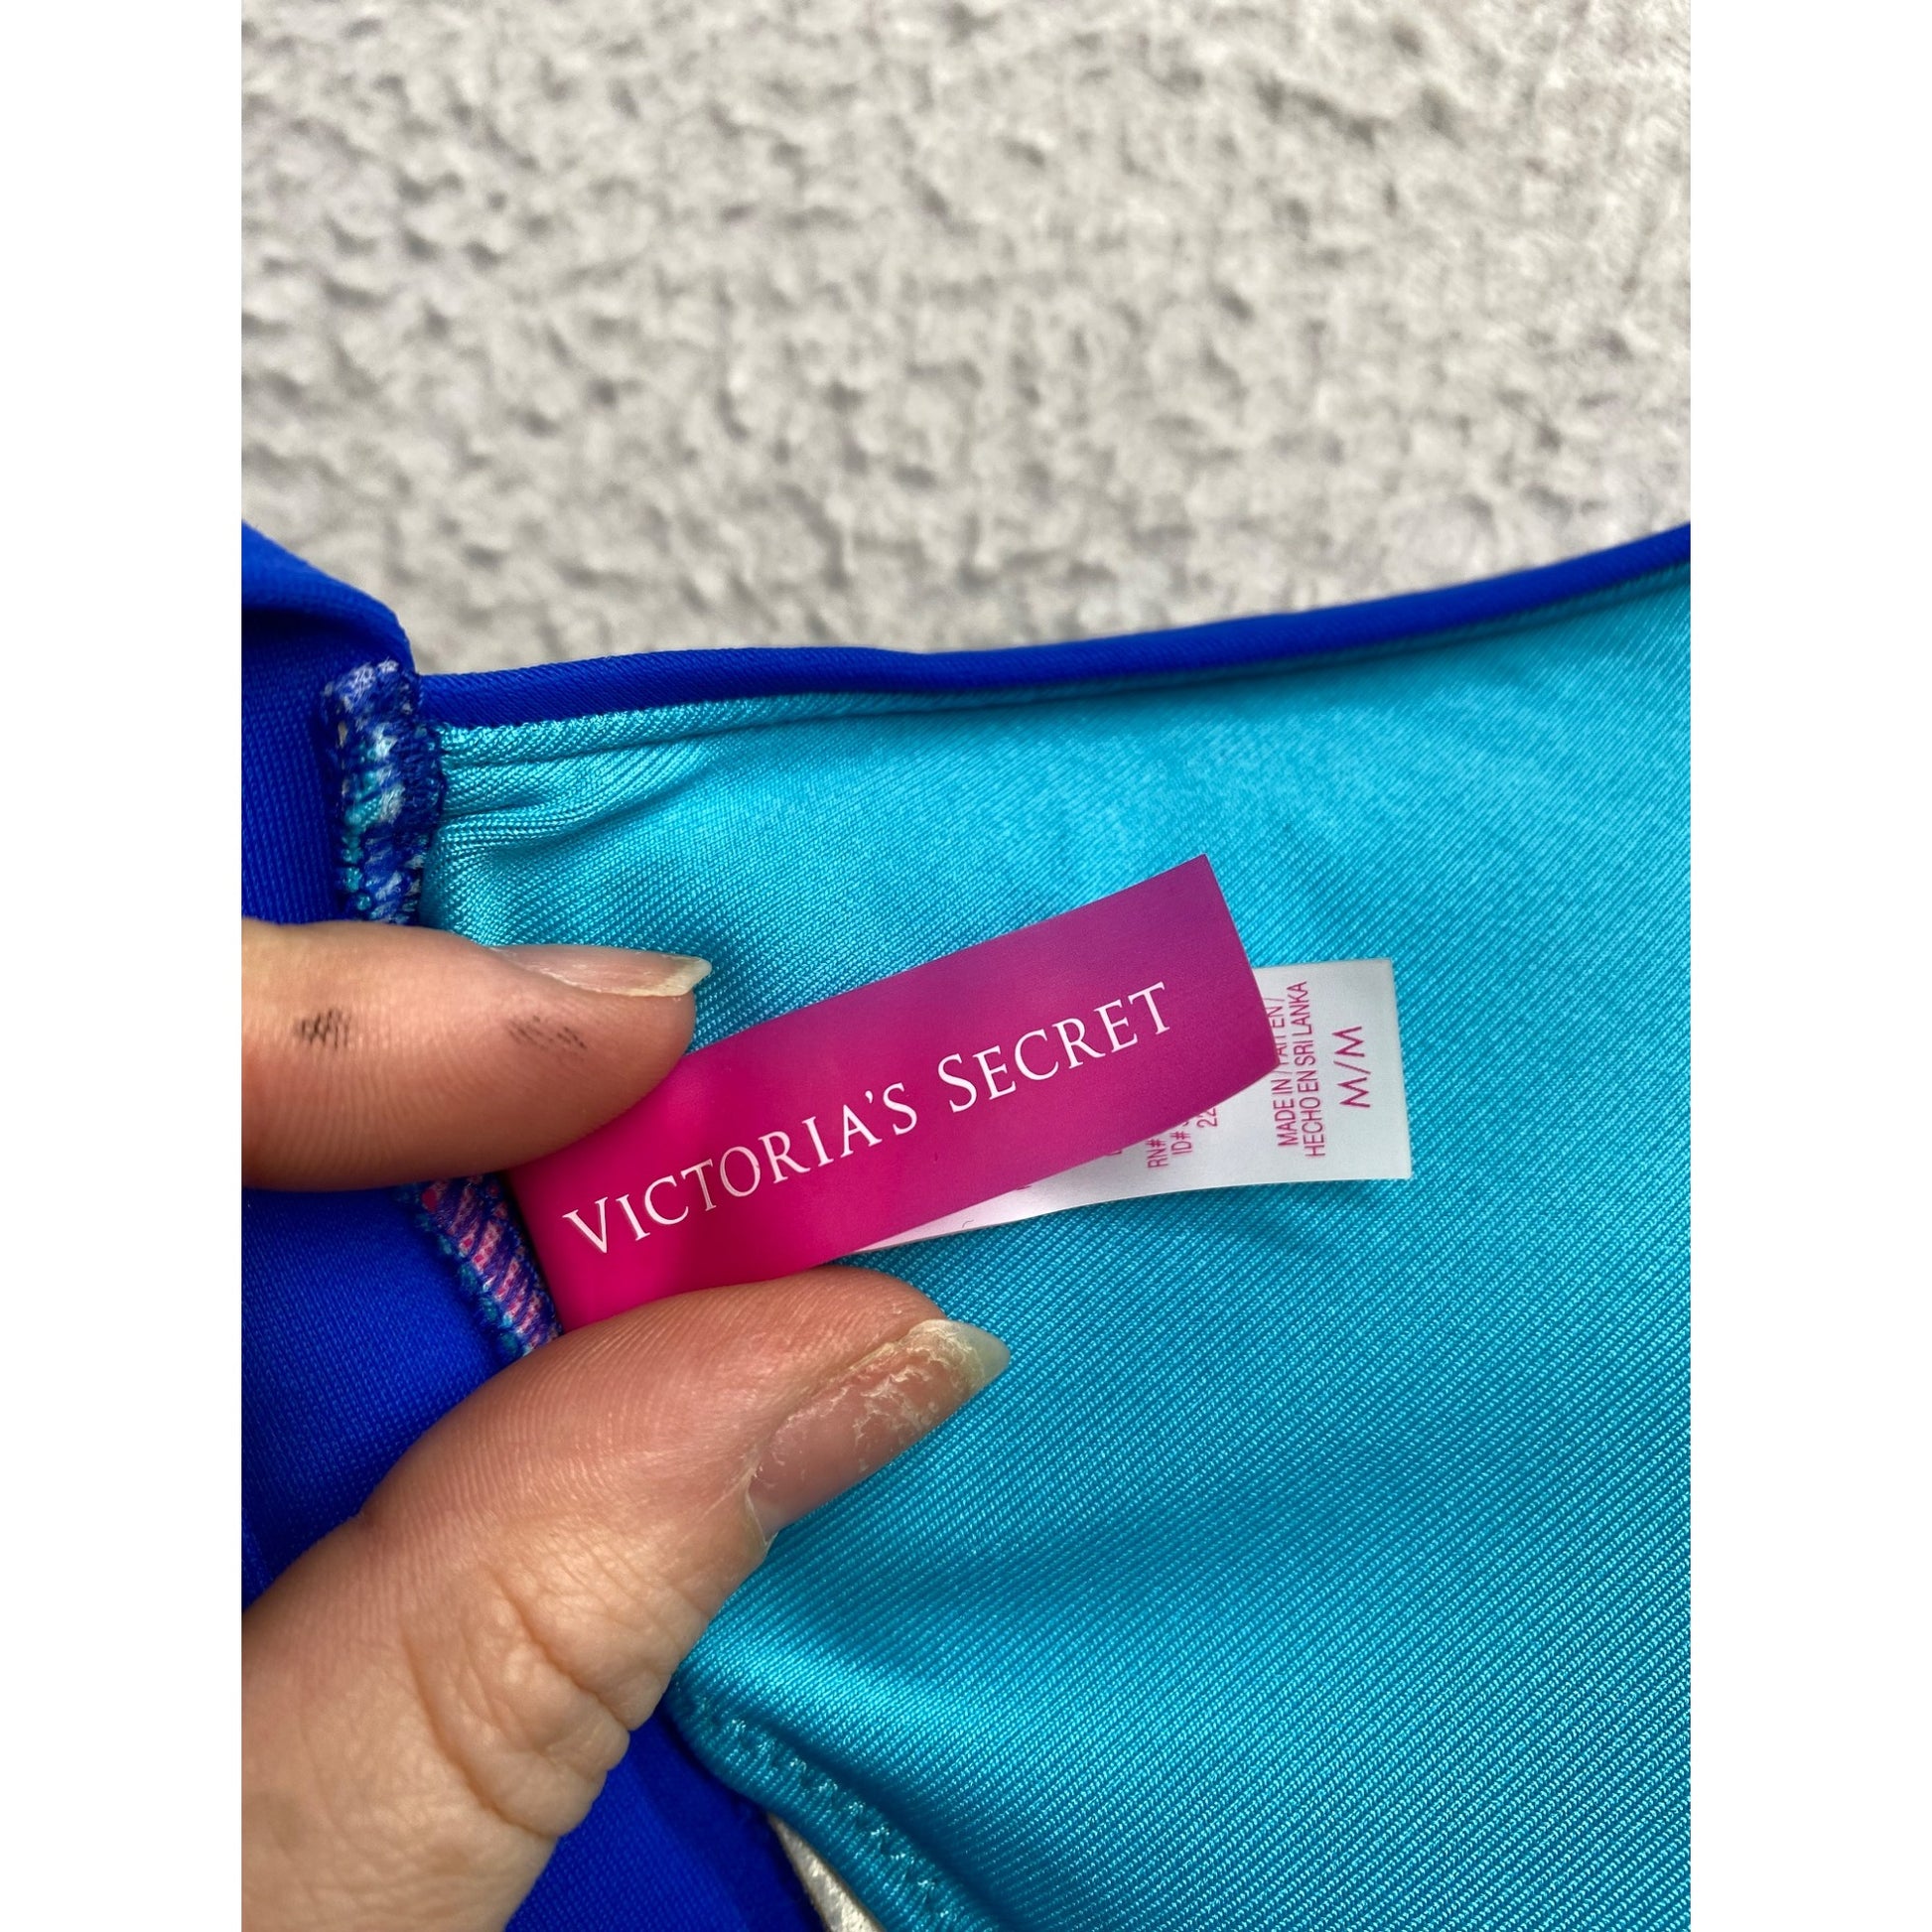 VICTORIA'S SECRET
RN#
ID#
22
MADE IN / FAIT EN /
HECHO EN SRI LANKA
M/M